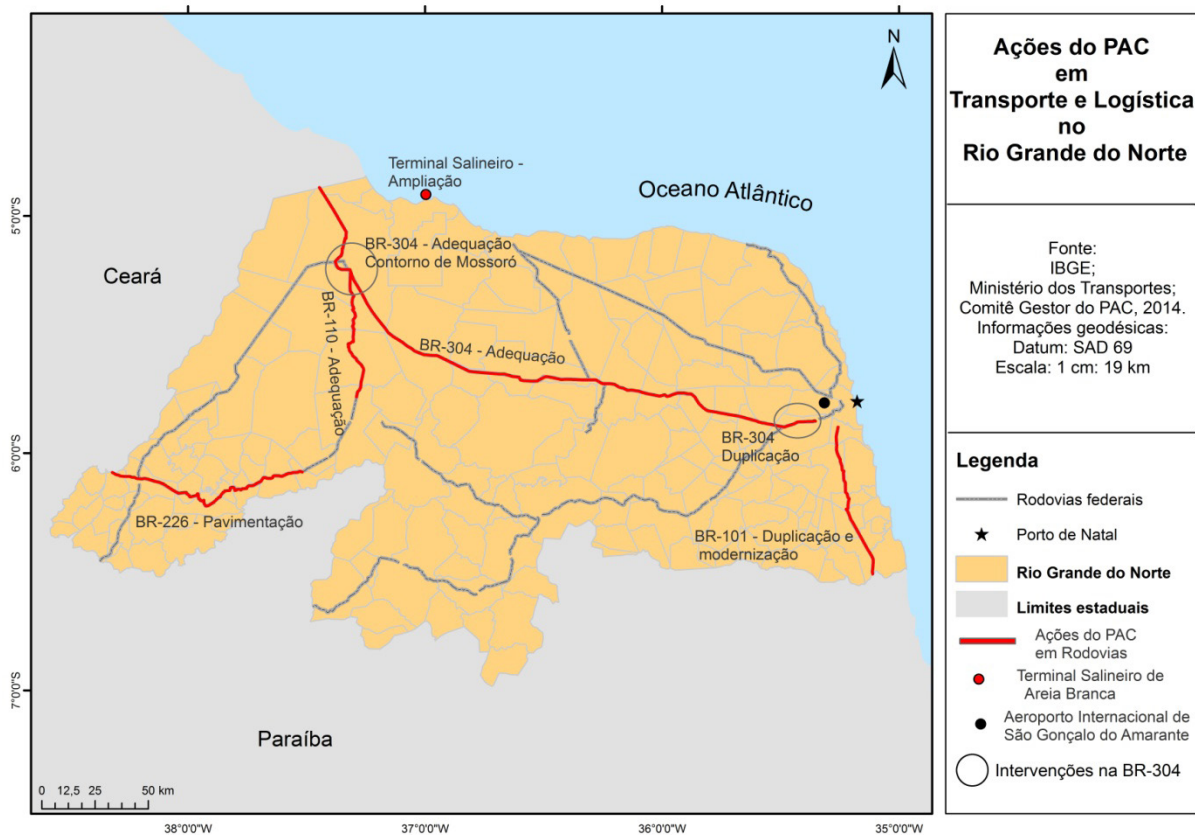 N
Terminal Salineiro -
Ampliação
Oceano Atlântico
Ceará
BR-304 - Adequação
Contorno de Mossoró
BR-110 - Adequação
BR-304 - Adequação
BR-304
Duplicação
BR-226 - Pavimentação
BR-101 - Duplicação e
modernização
Paraíba
5°0'0"S
6°0'0"S
7°0'0"S
0 12,5 25 50 km
38°0'0"W 37°0'0"W 36°0'0"W 35°0'0"W
Ações do PAC
em
Transporte e Logística
no
Rio Grande do Norte
Fonte:
IBGE;
Ministério dos Transportes;
Comitê Gestor do PAC, 2014.
Informações geodésicas:
Datum: SAD 69
Escala: 1 cm: 19 km
Legenda
Rodovias federais
Porto de Natal
Rio Grande do Norte
Limites estaduais
Ações do PAC
em Rodovias
Terminal Salineiro de
Areia Branca
Aeroporto Internacional de
São Gonçalo do Amarante
Intervenções na BR-304